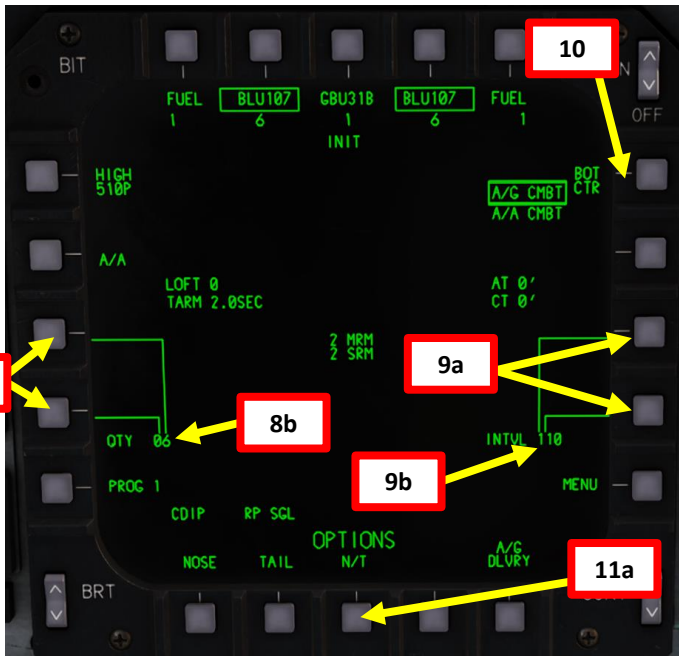 BIT
10
N
OFF
FUEL BLU107 GBU31B BLU107 FUEL
1 6 1 6 1
INIT
HIGH
510P
BOT
CTR
A/G CMBT
A/A CMBT
A/A
LOFT 0
TARM 2.0SEC
AT 0'
CT 0'
2 MRM
2 SRM
9a
8b
QTY 06
INTVL 110
9b
PROG 1
MENU
CDIP RP SGL
OPTIONS
NOSE TAIL N/T
A/G
DLVRY
BRT
11a